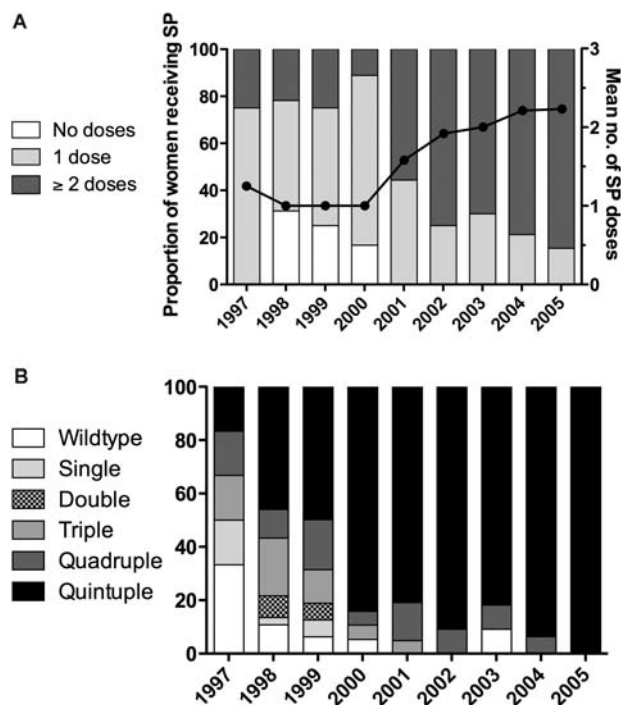 A
No doses
1 dose
≥ 2 doses
Proportion of women receiving SP
100
80
60
40
20
0
3
2
1
0
Mean no. of SP doses
1997
1998
1999
2000
2001
2002
2003
2004
2005
B
Wildtype
Single
Double
Triple
Quadruple
Quintuple
100
80
60
40
20
0
1997
1998
1999
2000
2001
2002
2003
2004
2005